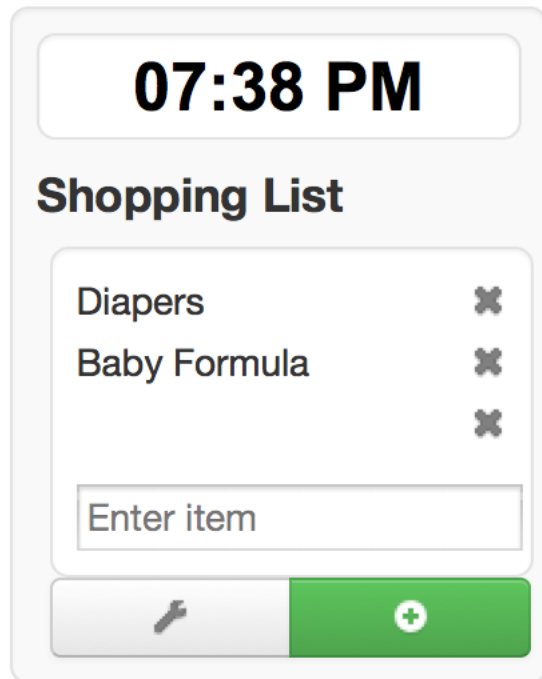 07:38 PM
Shopping List
Diapers
Baby Formula
Enter item